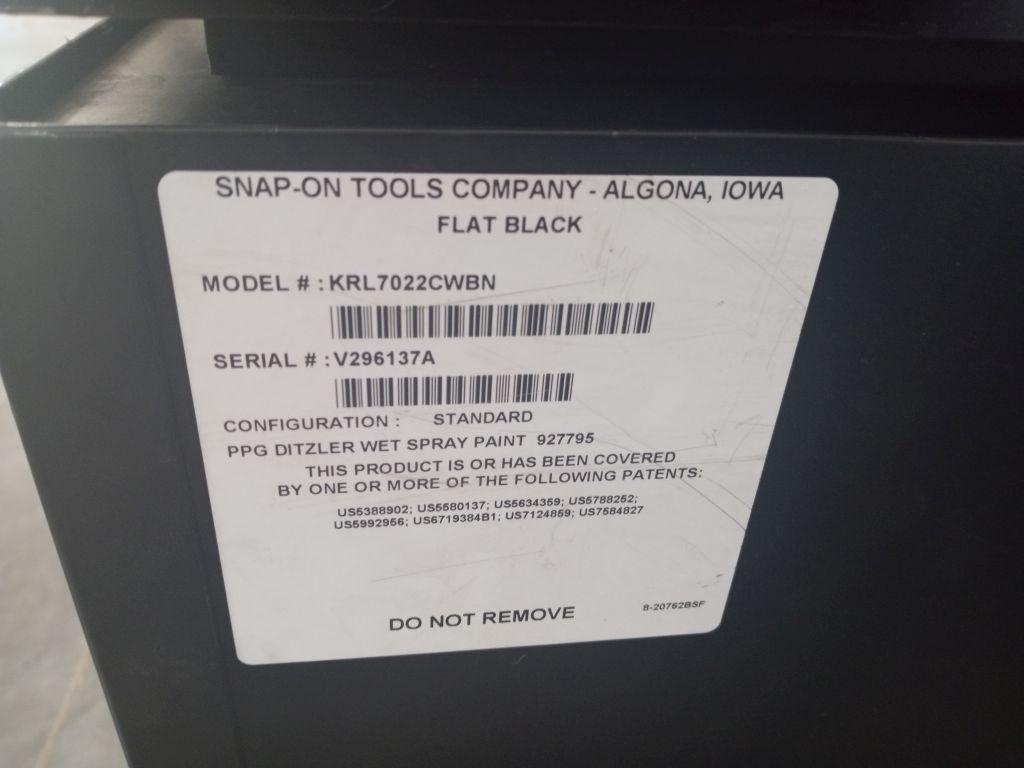 SNAP-ON TOOLS COMPANY - ALGONA, IOWA
FLAT BLACK
MODEL # : KRL7022CWBN
SERIAL # : V296137A
CONFIGURATION : STANDARD
PPG DITZLER WET SPRAY PAINT 927795
THIS PRODUCT IS OR HAS BEEN COVERED
BY ONE OR MORE OF THE FOLLOWING PATENTS:
US5388902; US5580137; US5634359; US5788252;
US5992956; US6719384B1; US7124859; US7584827
DO NOT REMOVE
8-20762BSF